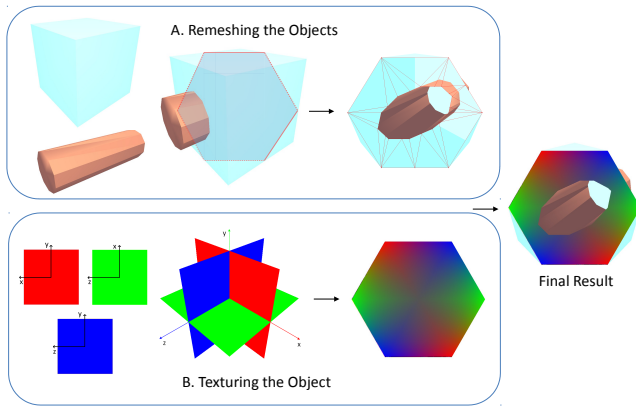 A. Remeshing the Objects
y
x
x
z
y
z
y
z
x
B. Texturing the Object
Final Result